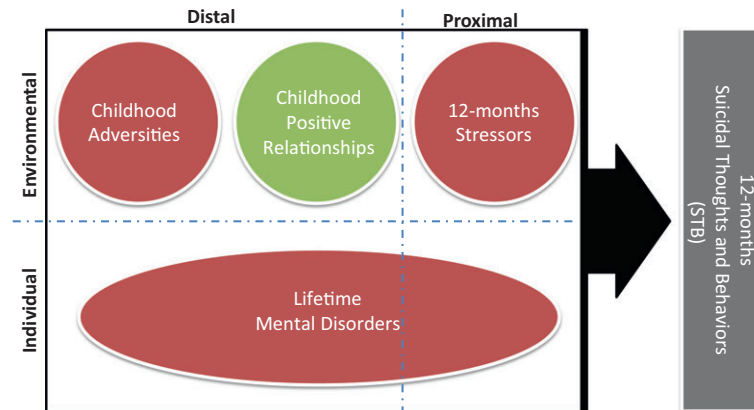 Distal
Proximal
Environmental
Childhood
Adversities
Childhood
Positive
Relationships
12-months
Stressors
Individual
Lifetime
Mental Disorders
12-months
Suicidal Thoughts and Behaviors
(STB)